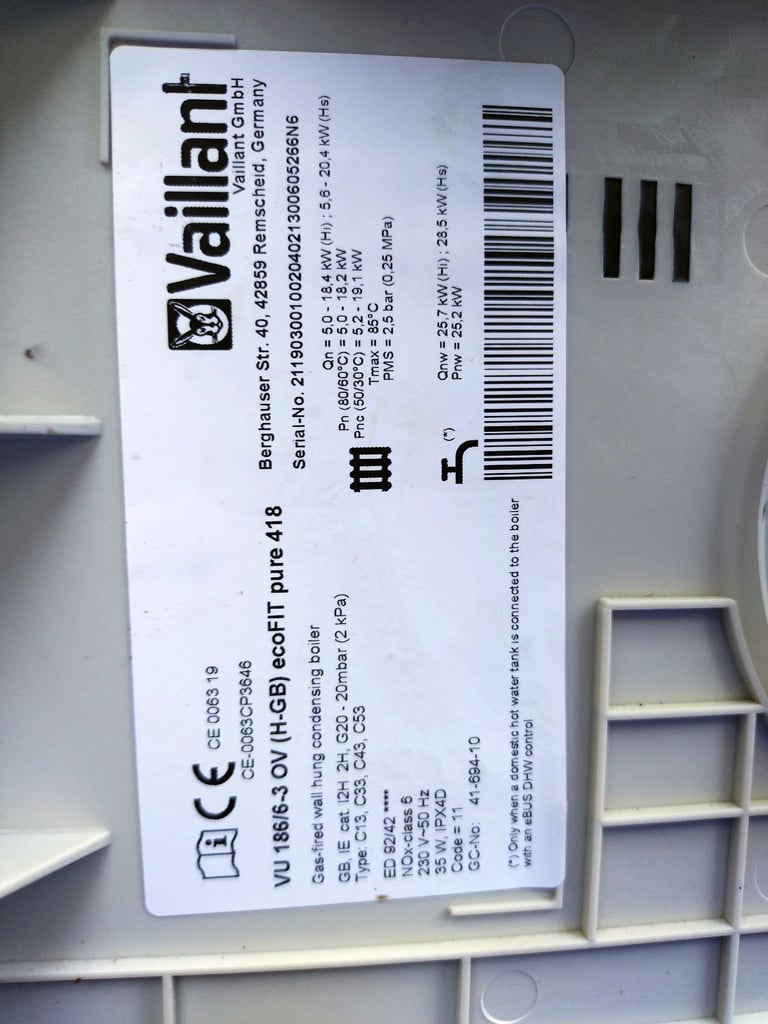 Vaillant
Vaillant GmbH
Berghauser Str. 40, 42859 Remscheid, Germany
Serial-No. 21190300100204021300605266N6
CE 0063 19
CE-0063CP3646
VU 186/6-3 OV (H-GB) ecoFIT pure 418
Gas-fired wall hung condensing boiler
GB, IE cat. I2H 2H, G20 - 20mbar (2 kPa)
Type: C13, C33, C43, C53
ED 92/42 ****
NOx-class 6
230 V~50 Hz
35 W, IPX4D
Code = 11
GC-No: 41-694-10
Qn = 5,0 - 18,4 kW (Hi) ; 5,6 - 20,4 kW (Hs)
Pn (80/60°C) = 5,0 - 18,2 kW
Pnc (50/30°C) = 5,2 - 19,1 kW
Tmax = 85°C
PMS = 2,5 bar (0,25 MPa)
(*)
Qnw = 25,7 kW (Hi) ; 28,5 kW (Hs)
Pnw = 25,2 kW
(*) Only when a domestic hot water tank is connected to the boiler
with an eBUS DHW control